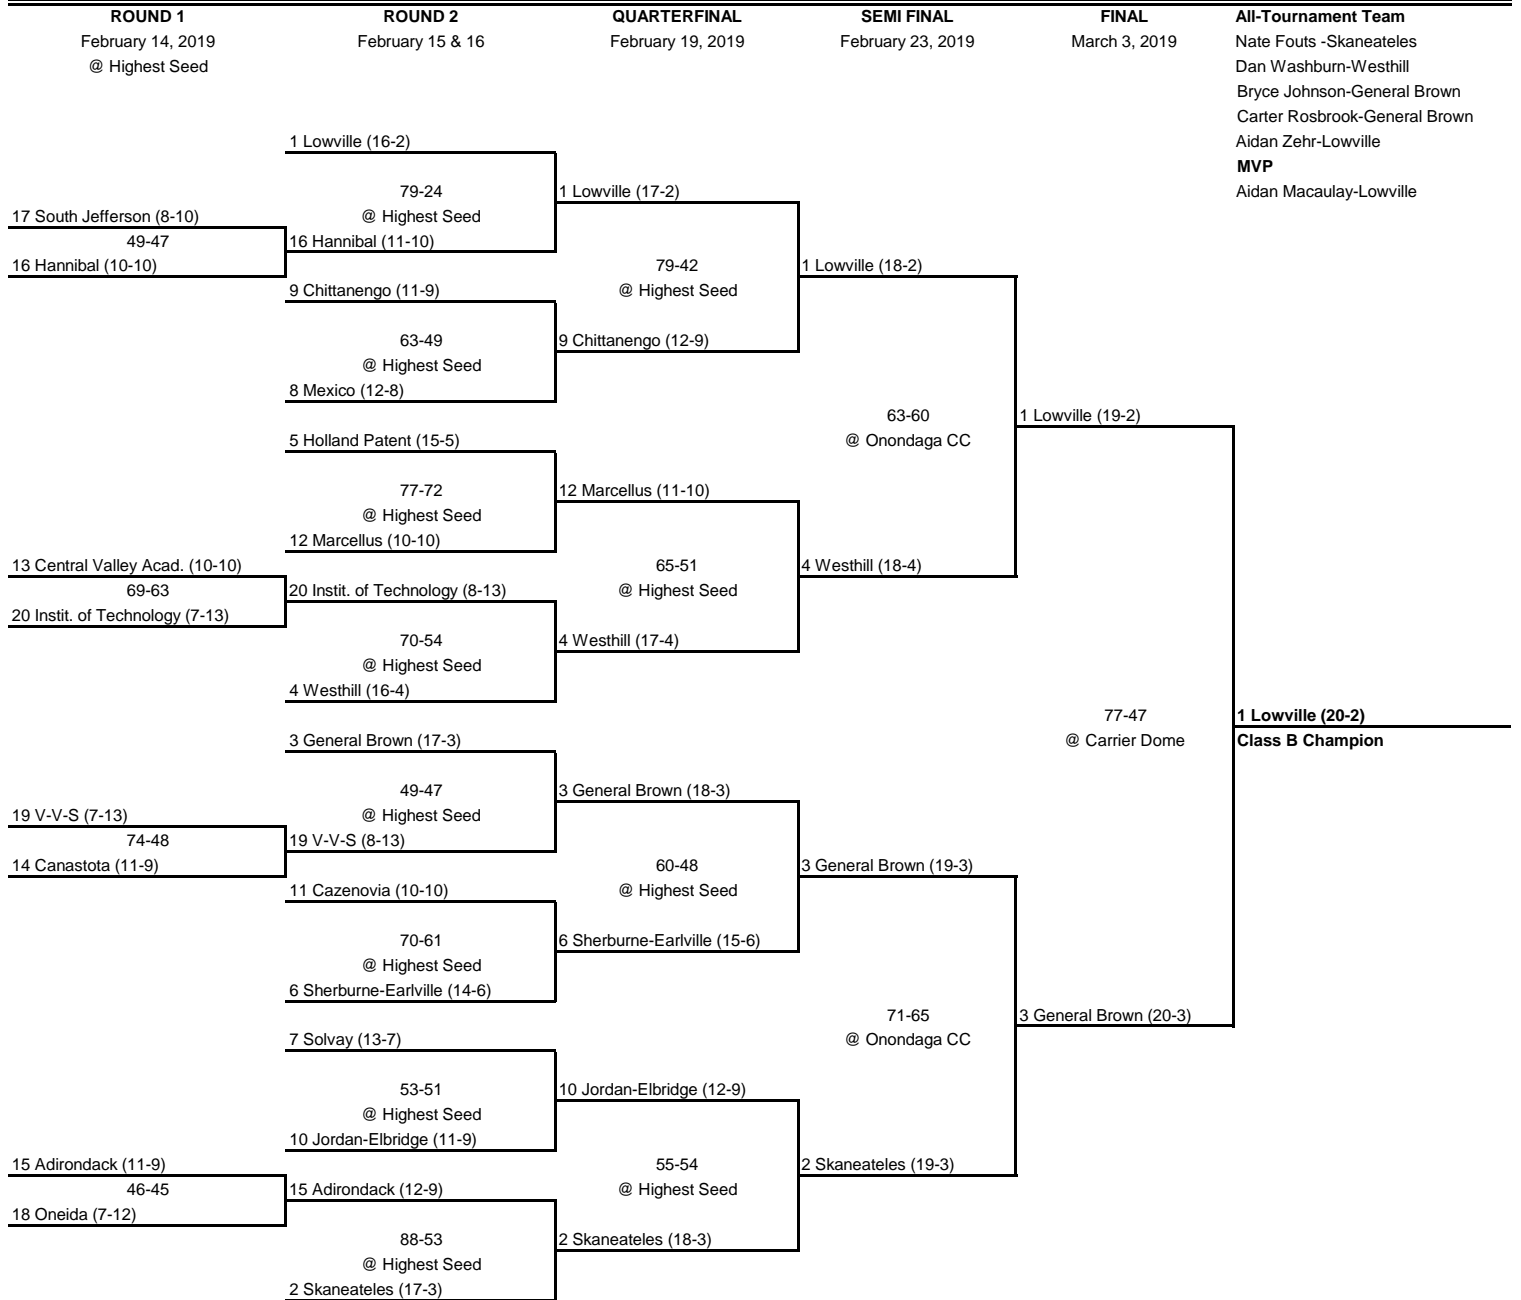 ROUND 1
February 14, 2019
@ Highest Seed
ROUND 2
February 15 & 16
QUARTERFINAL
February 19, 2019
SEMI FINAL
February 23, 2019
FINAL
March 3, 2019
All-Tournament Team
Nate Fouts -Skaneateles
Dan Washburn-Westhill
Bryce Johnson-General Brown
Carter Rosbrook-General Brown
Aidan Zehr-Lowville
MVP
Aidan Macaulay-Lowville
17 South Jefferson (8-10)
49-47
16 Hannibal (10-10)
13 Central Valley Acad. (10-10)
69-63
20 Instit. of Technology (7-13)
19 V-V-S (7-13)
74-48
14 Canastota (11-9)
15 Adirondack (11-9)
46-45
18 Oneida (7-12)
1 Lowville (16-2)
79-24
@ Highest Seed
16 Hannibal (11-10)
9 Chittanengo (11-9)
63-49
@ Highest Seed
8 Mexico (12-8)
5 Holland Patent (15-5)
77-72
@ Highest Seed
12 Marcellus (10-10)
20 Instit. of Technology (8-13)
70-54
@ Highest Seed
4 Westhill (16-4)
3 General Brown (17-3)
49-47
@ Highest Seed
19 V-V-S (8-13)
11 Cazenovia (10-10)
70-61
@ Highest Seed
6 Sherburne-Earlville (14-6)
7 Solvay (13-7)
53-51
@ Highest Seed
10 Jordan-Elbridge (11-9)
15 Adirondack (12-9)
88-53
@ Highest Seed
2 Skaneateles (17-3)
1 Lowville (17-2)
79-42
@ Highest Seed
9 Chittanengo (12-9)
12 Marcellus (11-10)
65-51
@ Highest Seed
4 Westhill (17-4)
3 General Brown (18-3)
60-48
@ Highest Seed
6 Sherburne-Earlville (15-6)
10 Jordan-Elbridge (12-9)
55-54
@ Highest Seed
2 Skaneateles (18-3)
1 Lowville (18-2)
63-60
@ Onondaga CC
4 Westhill (18-4)
3 General Brown (19-3)
71-65
@ Onondaga CC
2 Skaneateles (19-3)
1 Lowville (19-2)
77-47
@ Carrier Dome
3 General Brown (20-3)
1 Lowville (20-2)
Class B Champion